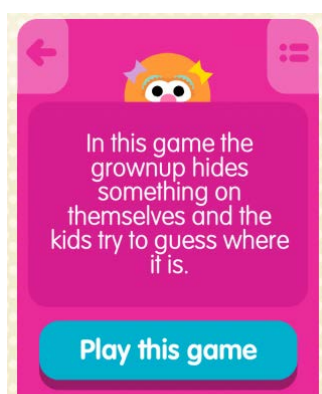 In this game the
grownup hides
something on
themselves and the
kids try to guess where
it is.
Play this game